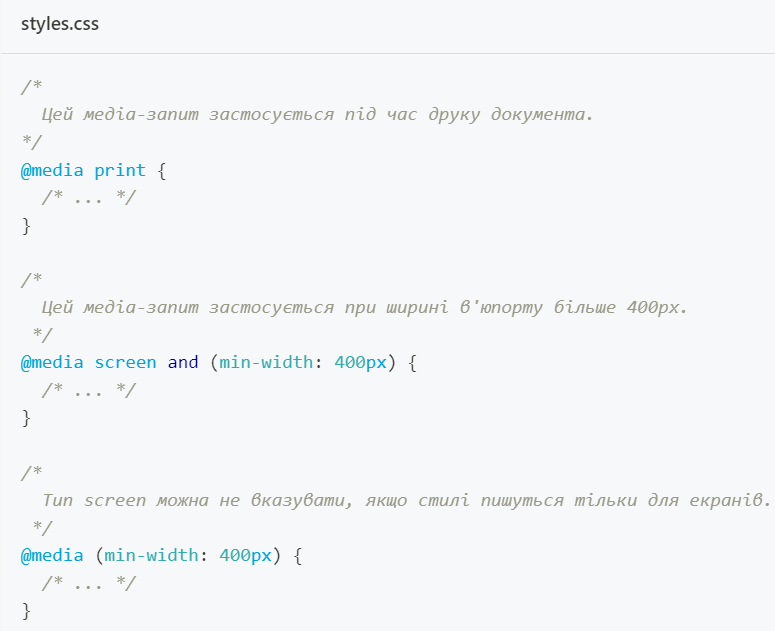 styles.css
/*
Цей медіа-запит застосується під час друку документа.
*/
@media print {
/* ... */
}
/*
Цей медіа-запит застосується при ширині в'юпорту більше 400px.
*/
@media screen and (min-width: 400px) {
/* ... */
}
/*
Тип screen можна не вказувати, якщо стилі пишуться тільки для екранів.
*/
@media (min-width: 400px) {
/* ... */
}